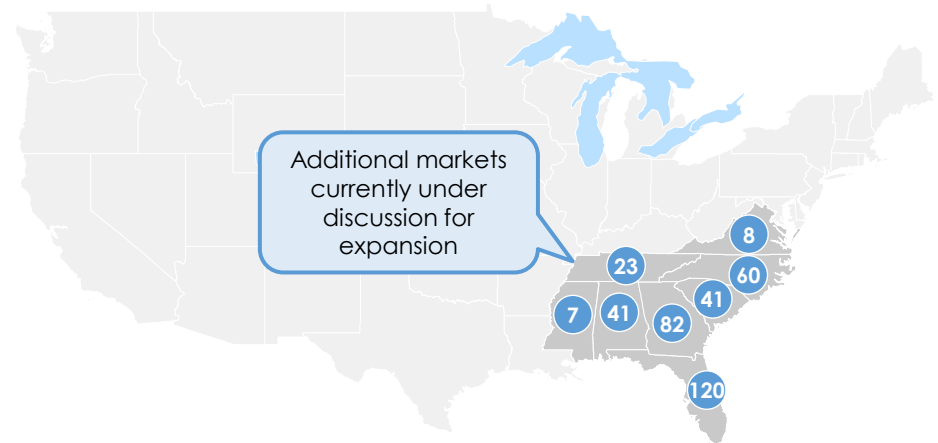 Additional markets
currently under
discussion for
expansion
8
23
60
41
7
41
82
120